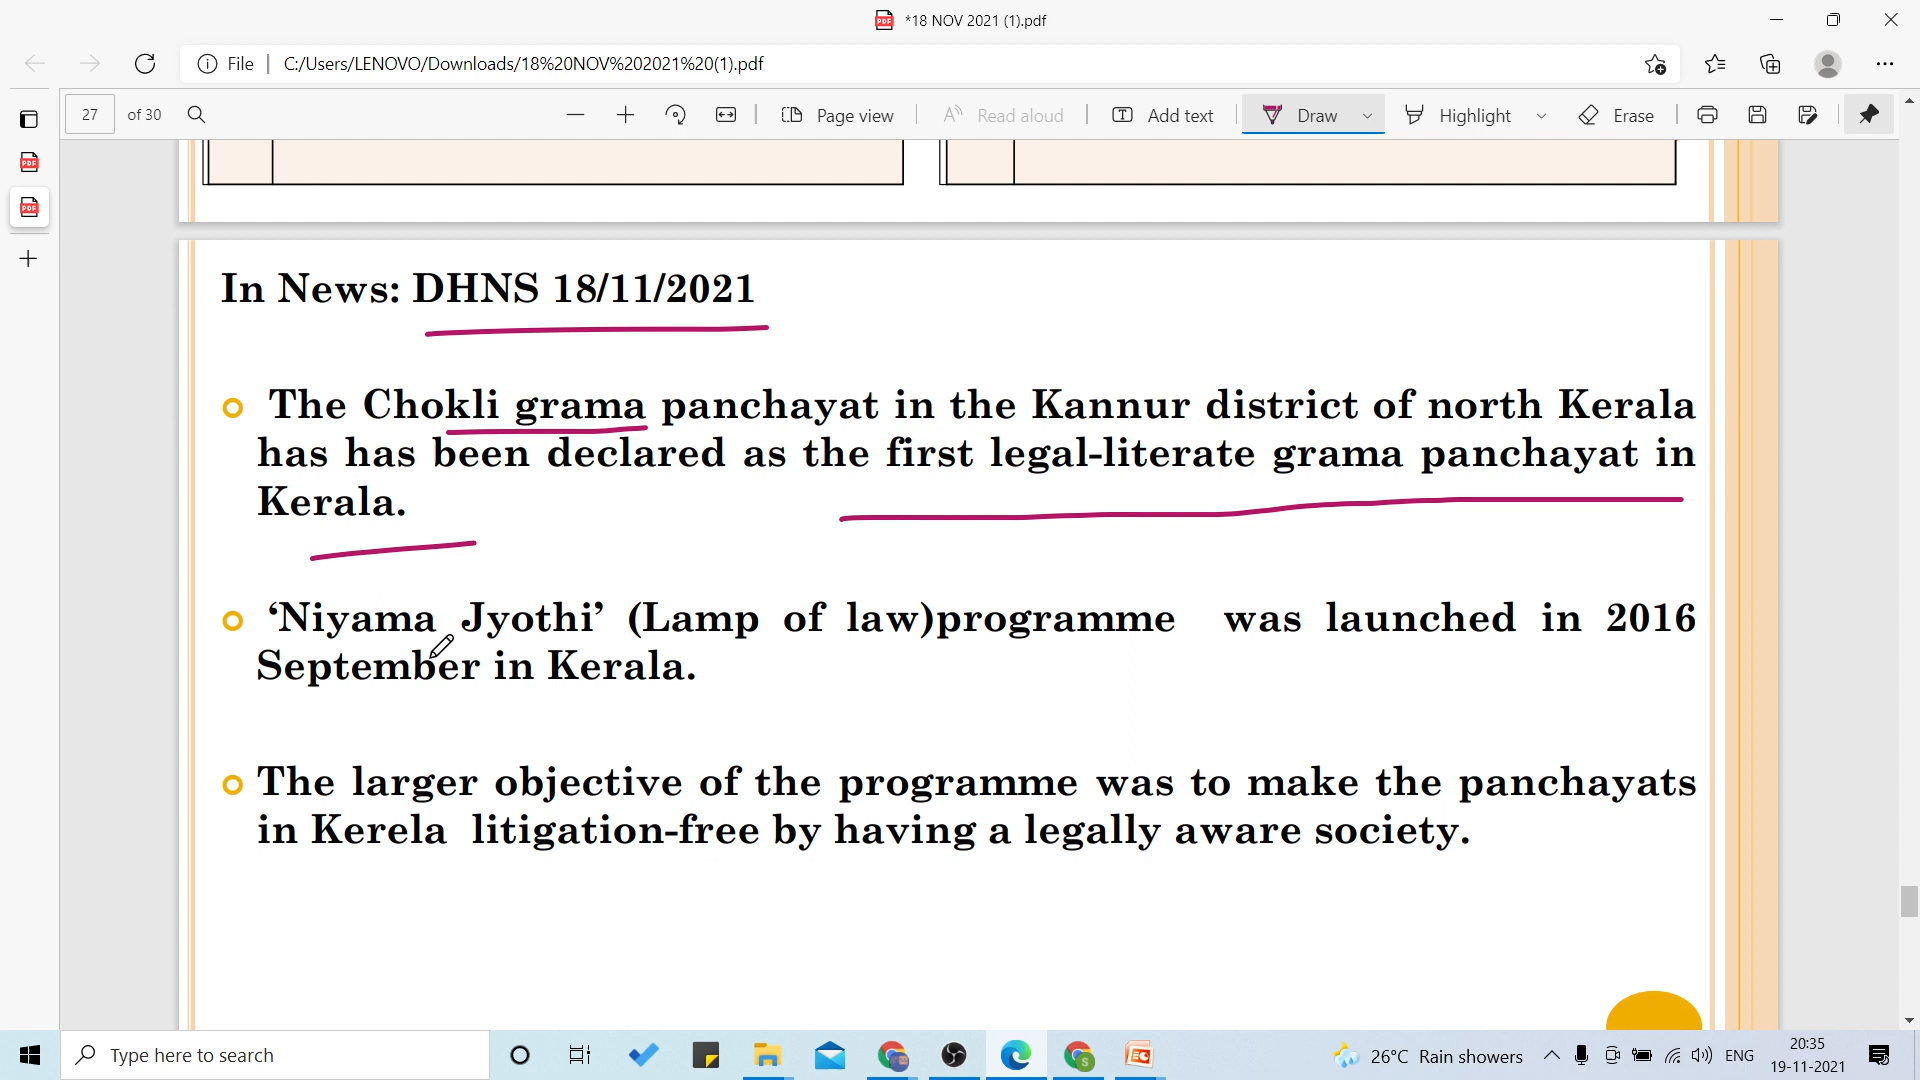 *18 NOV 2021 (1).pdf
File | C:/Users/LENOVO/Downloads/18%20NOV%202021%20(1).pdf
27 of 30 Page view Read aloud Add text Draw Highlight Erase
In News: DHNS 18/11/2021
The Chokli grama panchayat in the Kannur district of north Kerala
has has been declared as the first legal-literate grama panchayat in
Kerala.
‘Niyama Jyothi’ (Lamp of law)programme was launched in 2016
September in Kerala.
The larger objective of the programme was to make the panchayats
in Kerela litigation-free by having a legally aware society.
Type here to search
26°C Rain showers ENG
20:35
19-11-2021